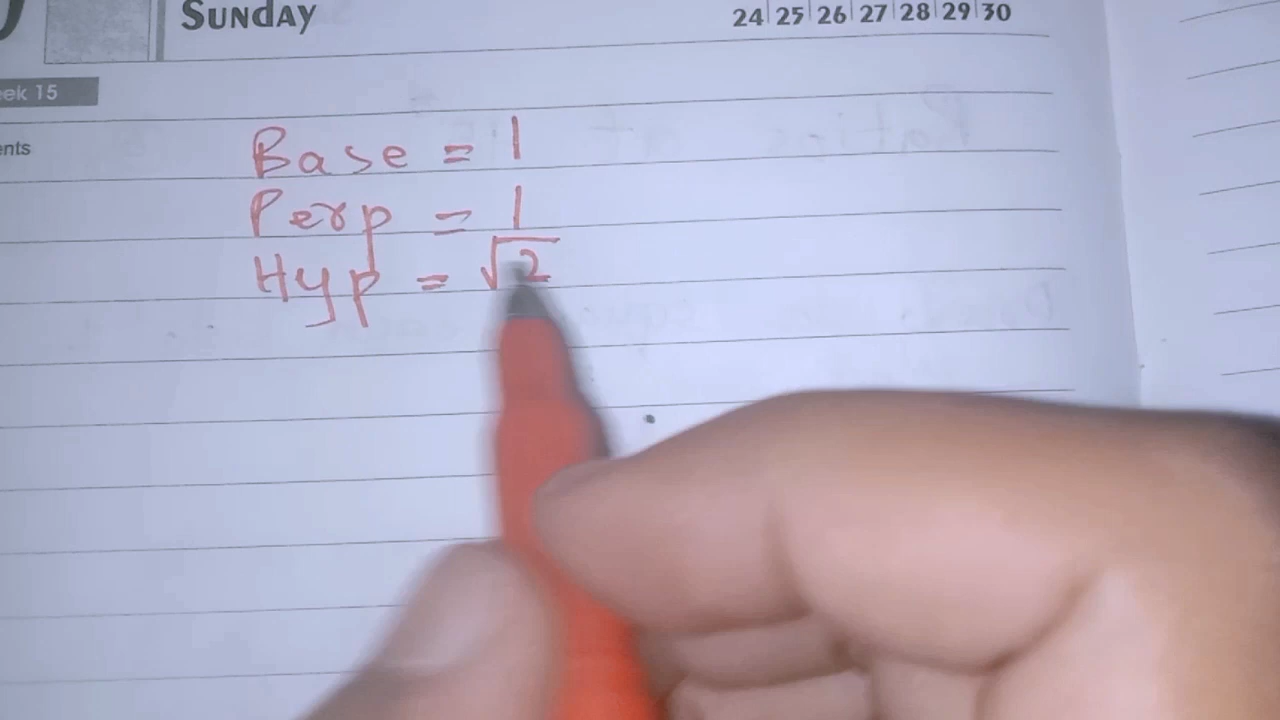 SUNdAY
24 25 26 27 28 29 30
eek 15
ents
Base = 1
Perp = 1
Hyp = √2